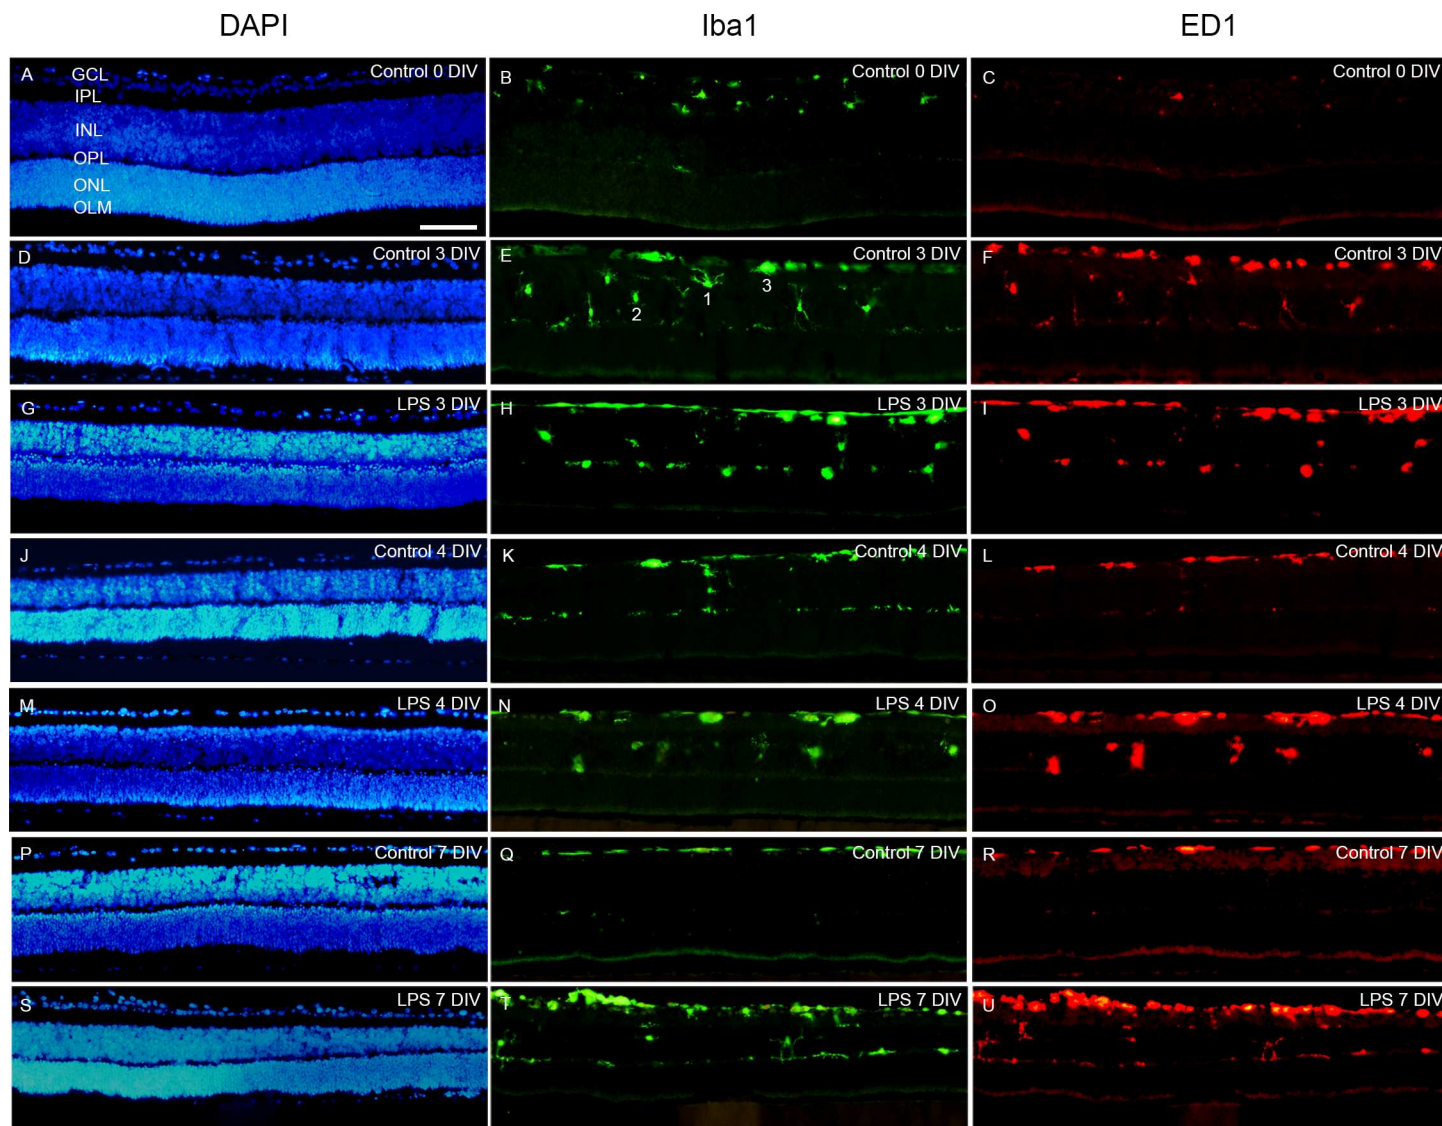 DAPI Iba1 ED1
A Control 0 DIV B Control 0 DIV C Control 0 DIV
GCL
IPL
INL
OPL
ONL
OLM
D Control 3 DIV E Control 3 DIV F Control 3 DIV
1
2
3
G LPS 3 DIV H LPS 3 DIV I LPS 3 DIV
J Control 4 DIV K Control 4 DIV L Control 4 DIV
M LPS 4 DIV N LPS 4 DIV O LPS 4 DIV
P Control 7 DIV Q Control 7 DIV R Control 7 DIV
S LPS 7 DIV T LPS 7 DIV U LPS 7 DIV